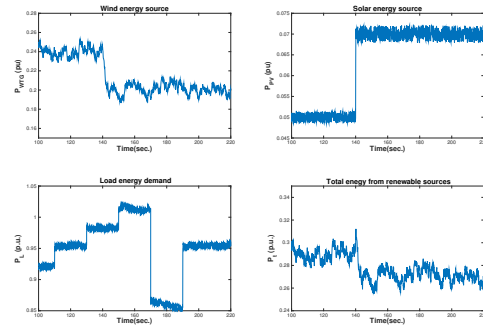 Wind energy source
P_WTG (pu)
0.28
0.26
0.24
0.22
0.2
0.18
0.15
100 120 140 160 180 200 220
Time(sec.)
Solar energy source
P_PV (pu)
0.075
0.07
0.065
0.06
0.055
0.05
0.045
100 120 140 160 180 200 220
Time(sec.)
Load energy demand
P_L (p.u.)
1.05
1
0.95
0.9
0.85
100 120 140 160 180 200 220
Time(sec.)
Total enegy from renewable sources
P_t (p.u.)
0.34
0.32
0.3
0.28
0.26
0.24
100 120 140 160 180 200 220
Time(sec.)